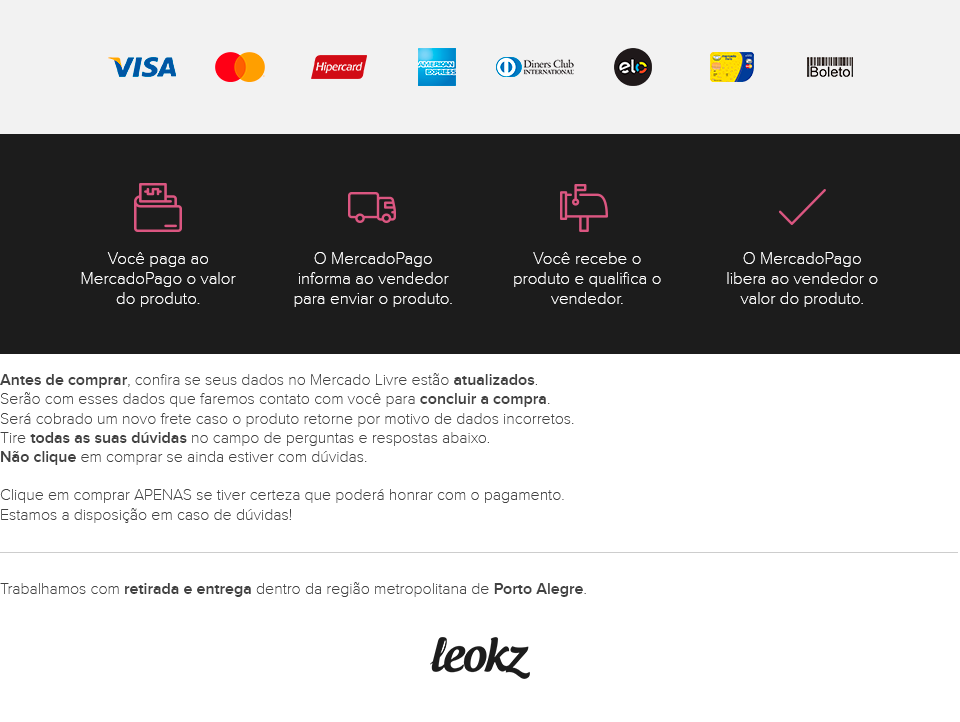 VISA
Hipercard
AMERICAN
EXPRESS
Diners Club
INTERNATIONAL
elo
Boleto
Você paga ao
MercadoPago o valor
do produto.
O MercadoPago
informa ao vendedor
para enviar o produto.
Você recebe o
produto e qualifica o
vendedor.
O MercadoPago
libera ao vendedor o
valor do produto.
Antes de comprar, confira se seus dados no Mercado Livre estão atualizados.
Serão com esses dados que faremos contato com você para concluir a compra.
Será cobrado um novo frete caso o produto retorne por motivo de dados incorretos.
Tire todas as suas dúvidas no campo de perguntas e respostas abaixo.
Não clique em comprar se ainda estiver com dúvidas.
Clique em comprar APENAS se tiver certeza que poderá honrar com o pagamento.
Estamos a disposição em caso de dúvidas!
Trabalhamos com retirada e entrega dentro da região metropolitana de Porto Alegre.
leokz